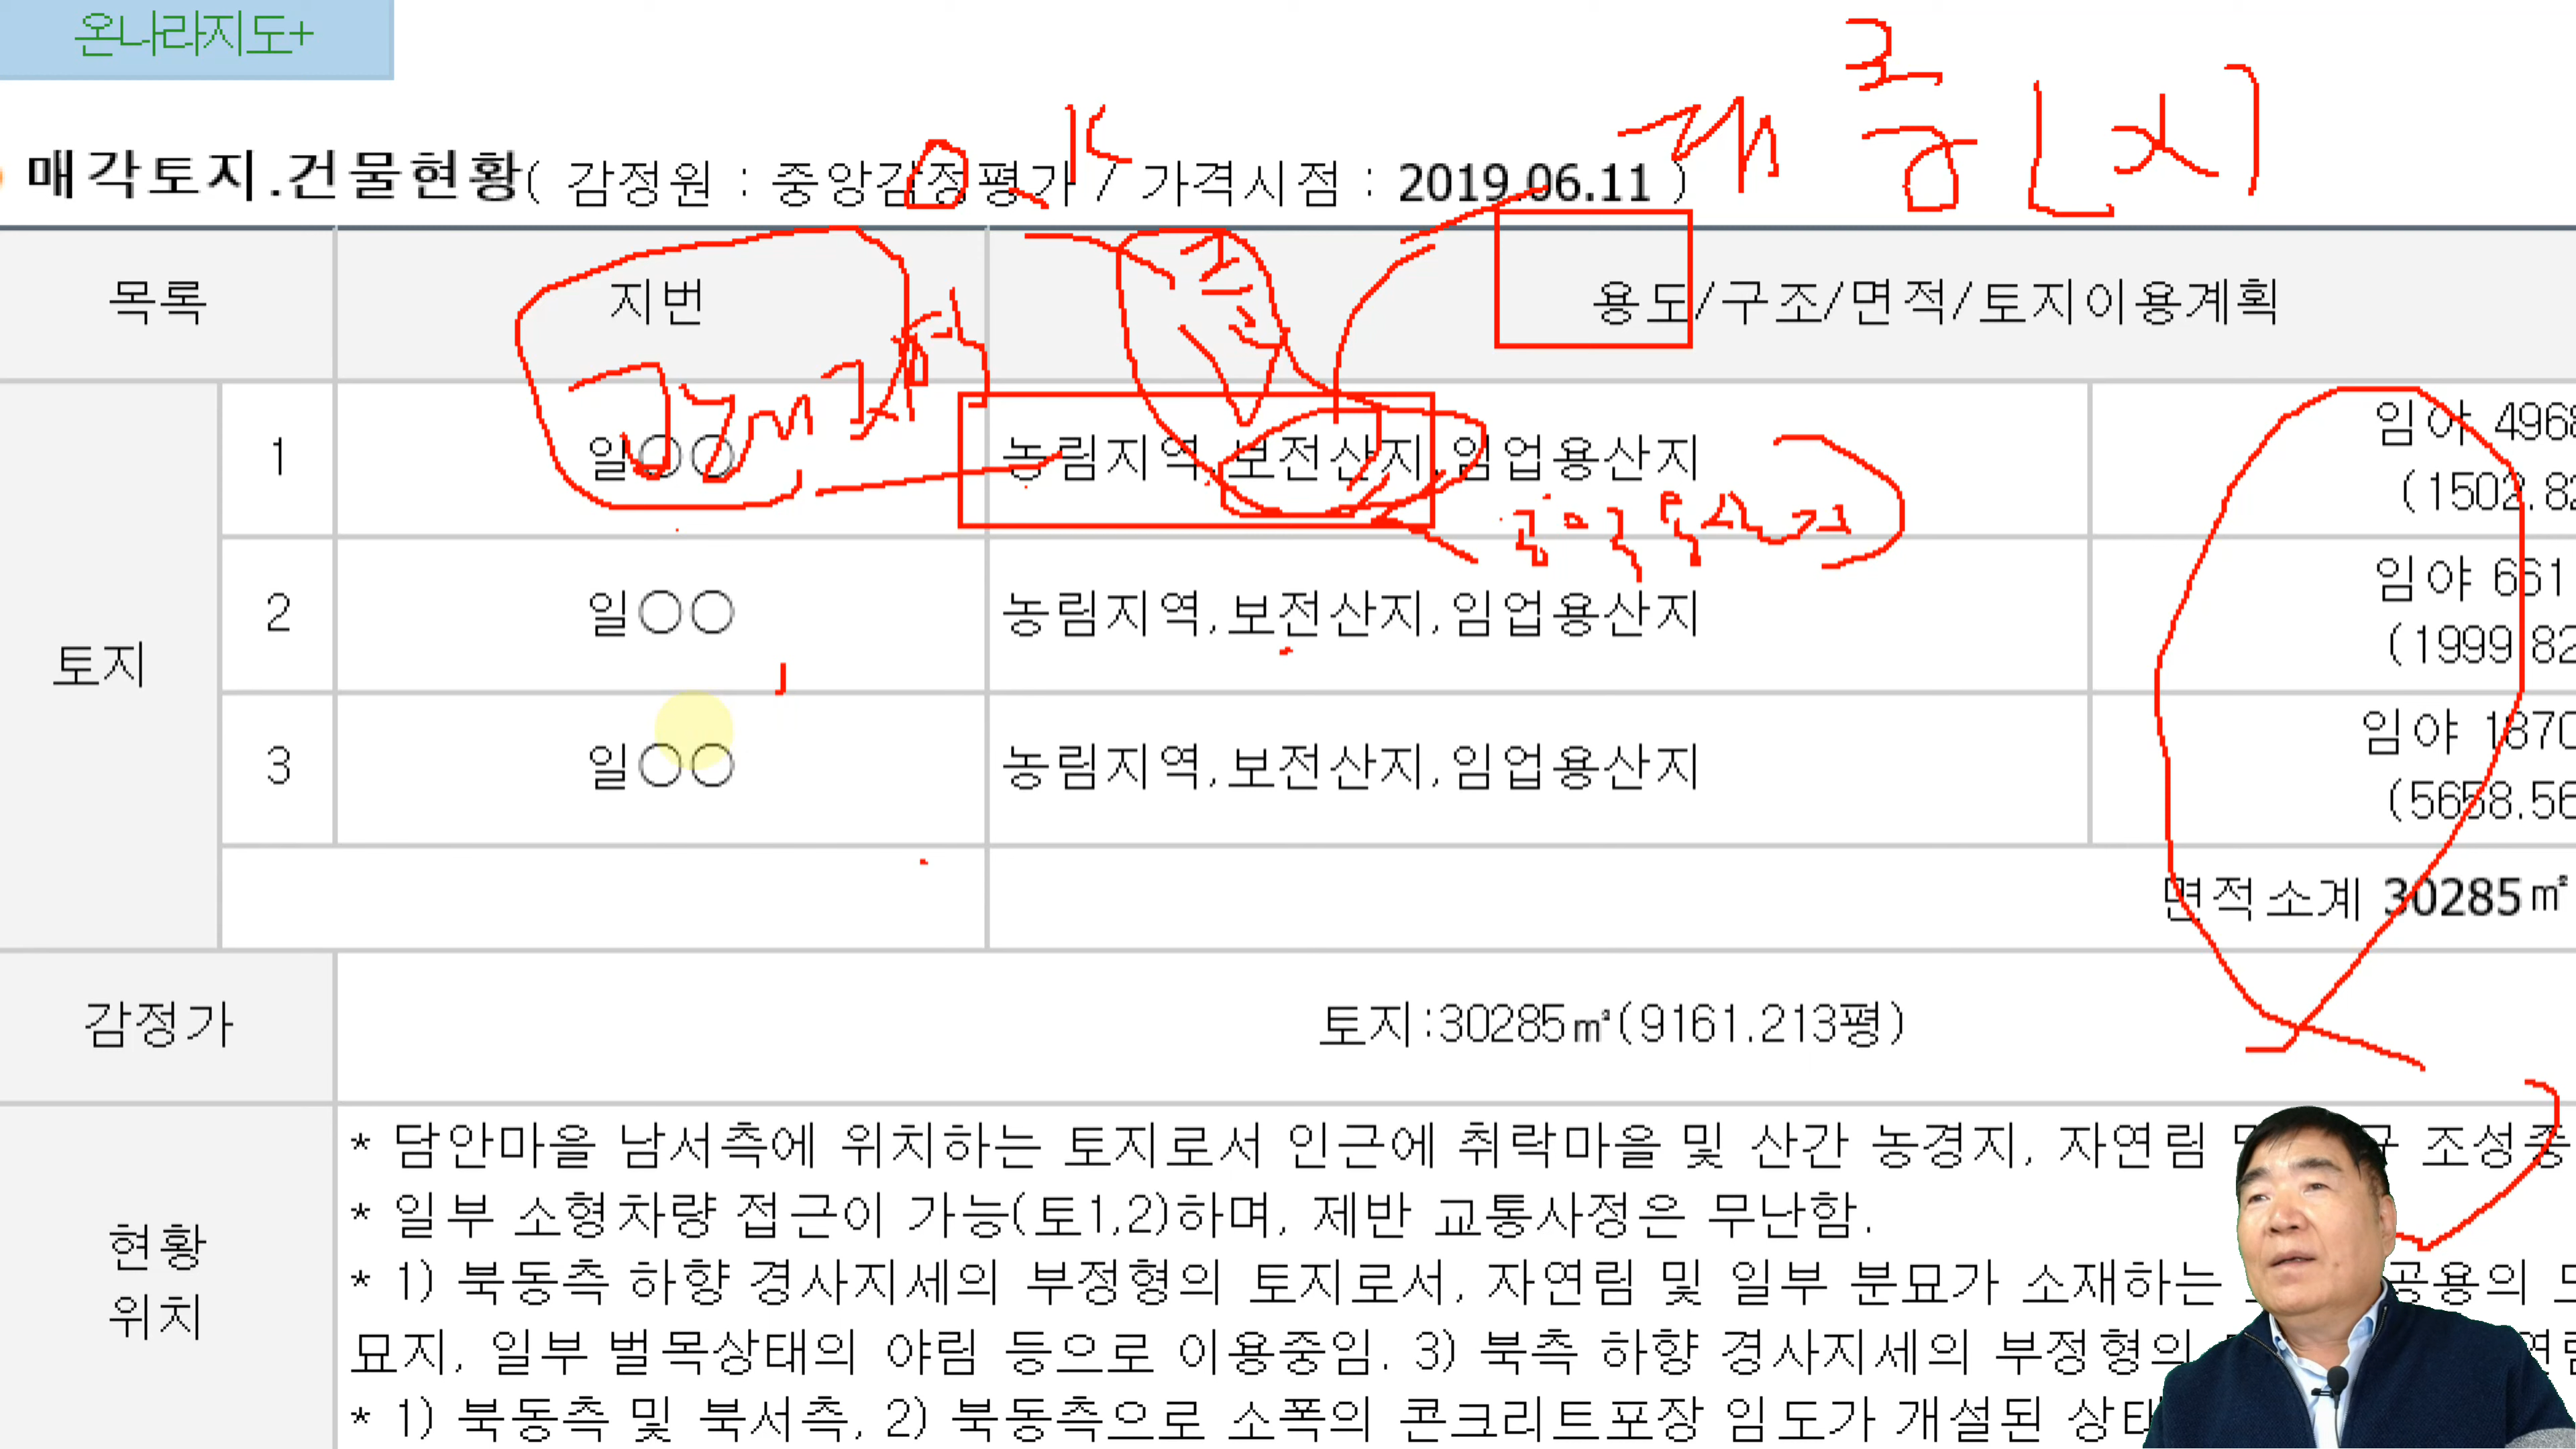 온나라지도+
매각토지.건물현황( 감정원 : 중앙감정평가 / 가격시점 : 2019.06.11 )
목록 지번 용도/구조/면적/토지이용계획
토지
1 일○○ 농림지역,보전산지,임업용산지 임야 4968
(1502.82
2 일○○ 농림지역,보전산지,임업용산지 임야 661
(1999.82
3 일○○ 농림지역,보전산지,임업용산지 임야 1870
(5658.56
면적소계 30285㎡
감정가 토지:30285㎡(9161.213평)
현황
위치
* 담안마을 남서측에 위치하는 토지로서 인근에 취락마을 및 산간 농경지, 자연림 조성중
* 일부 소형차량 접근이 가능(토1,2)하며, 제반 교통사정은 무난함.
* 1) 북동측 하향 경사지세의 부정형의 토지로서, 자연림 및 일부 분묘가 소재하는 공용의
묘지, 일부 벌목상태의 야림 등으로 이용중임. 3) 북측 하향 경사지세의 부정형의
* 1) 북동측 및 북서측, 2) 북동측으로 소폭의 콘크리트포장 임도가 개설된 상태